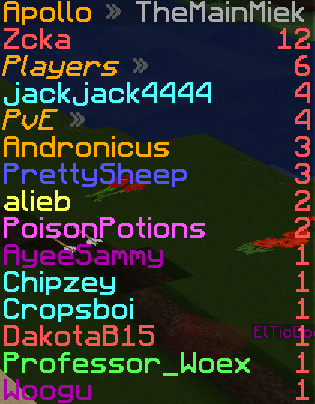 Apollo » TheMainMiek
Zcka 12
Players » 6
jackjack4444 4
PvE » 4
Andronicus 3
PrettySheep 3
alieb 2
PoisonPotions 2
AyeeSammy 1
Chipzey 1
Cropsboi 1
DakotaB15 1
Professor_Woex 1
Woogu 1